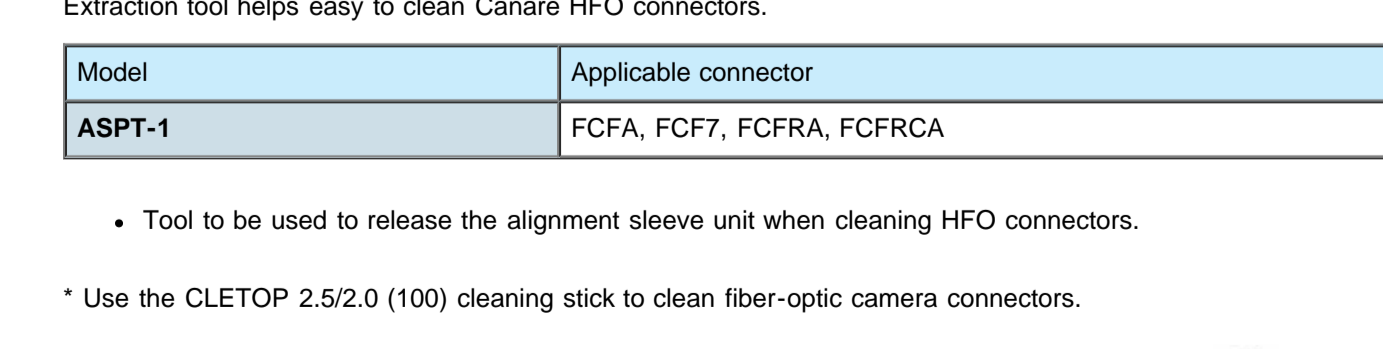 Extraction tool helps easy to clean Canare HFO connectors.
Model Applicable connector
ASPT-1 FCFA, FCF7, FCFRA, FCFRCA
• Tool to be used to release the alignment sleeve unit when cleaning HFO connectors.
* Use the CLETOP 2.5/2.0 (100) cleaning stick to clean fiber-optic camera connectors.